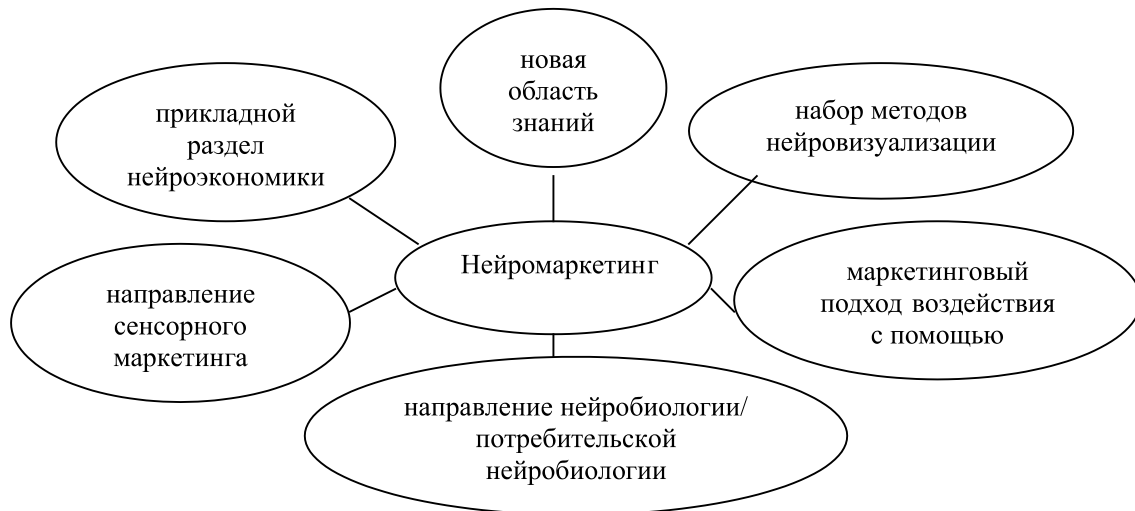 новая
область
знаний
прикладной
раздел
нейроэкономики
набор методов
нейровизуализации
Нейромаркетинг
направление
сенсорного
маркетинга
маркетинговый
подход воздействия
с помощью
направление нейробиологии/
потребительской
нейробиологии